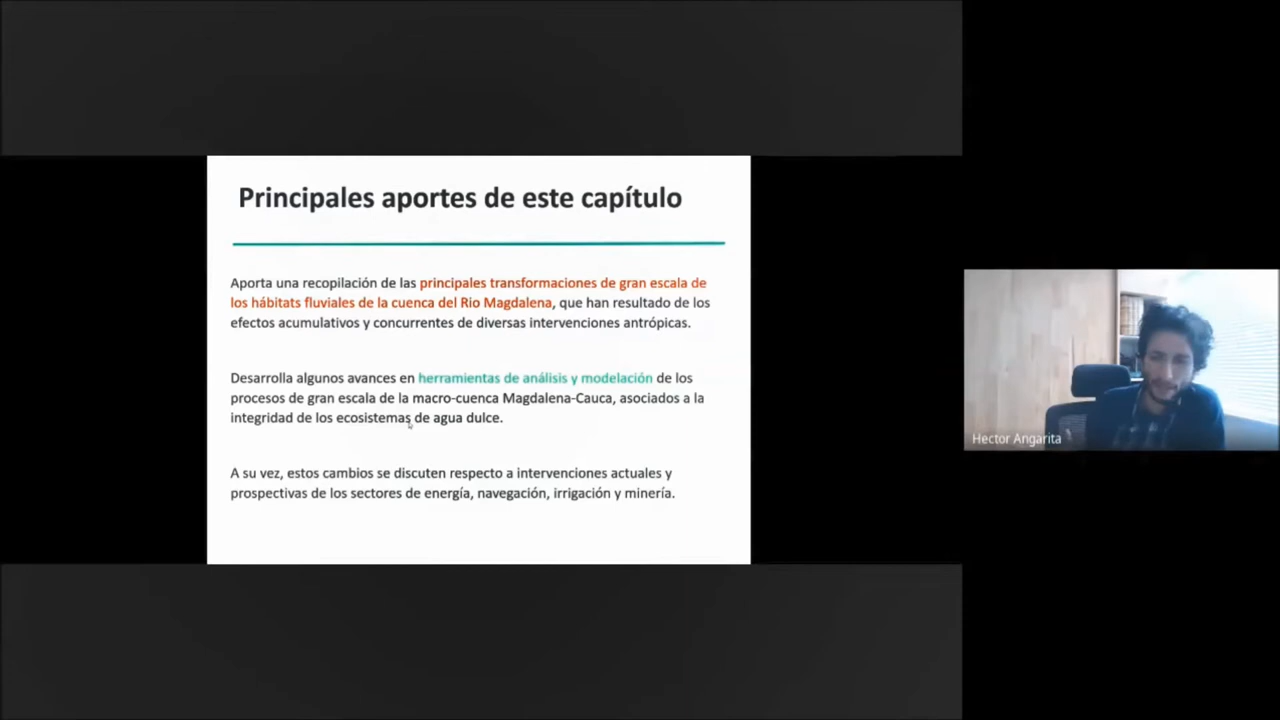 Principales aportes de este capítulo
Aporta una recopilación de las principales transformaciones de gran escala de
los hábitats fluviales de la cuenca del Rio Magdalena, que han resultado de los
efectos acumulativos y concurrentes de diversas intervenciones antrópicas.
Desarrolla algunos avances en herramientas de análisis y modelación de los
procesos de gran escala de la macro-cuenca Magdalena-Cauca, asociados a la
integridad de los ecosistemas de agua dulce.
A su vez, estos cambios se discuten respecto a intervenciones actuales y
prospectivas de los sectores de energía, navegación, irrigación y minería.
Hector Angarita